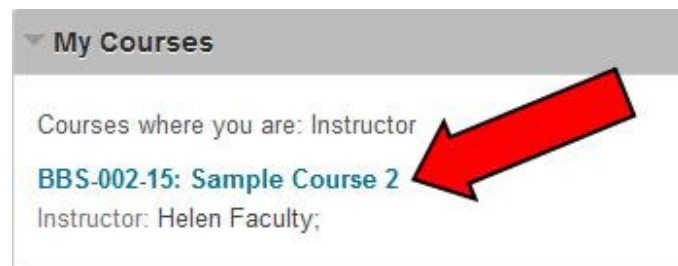 My Courses
Courses where you are: Instructor
BBS-002-15: Sample Course 2
Instructor: Helen Faculty;